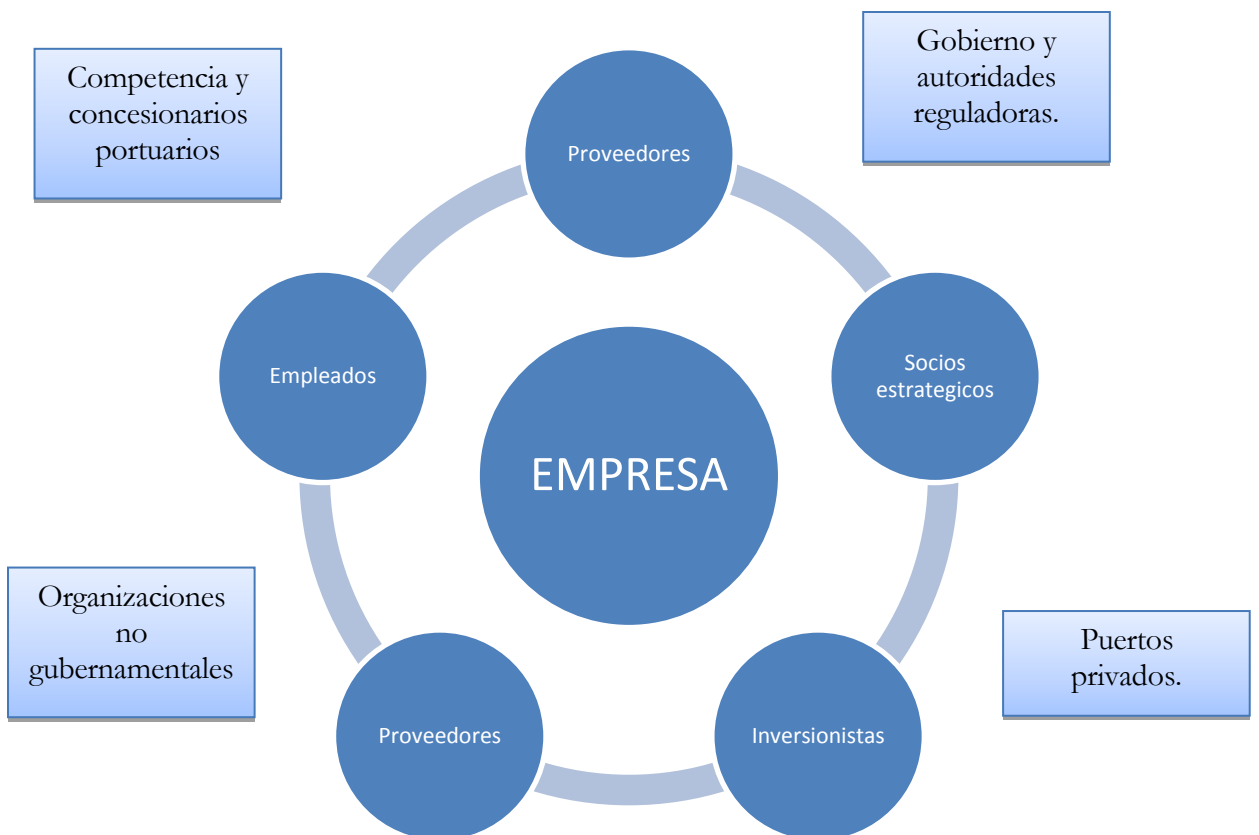 Competencia y
concesionarios
portuarios
Proveedores
Gobierno y
autoridades
reguladoras.
Empleados
Socios
estrategicos
EMPRESA
Organizaciones
no
gubernamentales
Puertos
privados.
Proveedores
Inversionistas